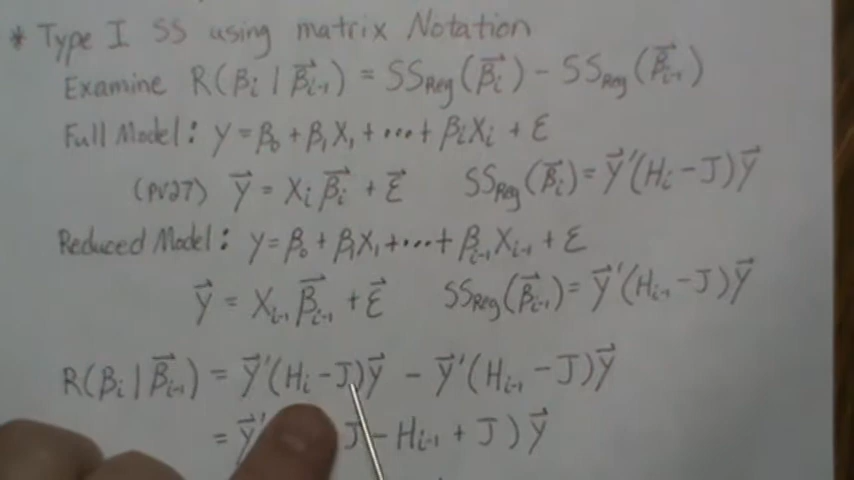 * Type I SS using matrix Notation
Examine R(βi | β⃗i-1) = SSReg(β⃗i) - SSReg(β⃗i-1)
Full Model: y = β0 + β1X1 + ... + βiXi + ε
(PV27) y⃗ = Xi β⃗i + ε⃗ SSReg(β⃗i) = y⃗'(Hi - J)y⃗
Reduced Model: y = β0 + β1X1 + ... + βi-1Xi-1 + ε
y⃗ = Xi-1 β⃗i-1 + ε⃗ SSReg(β⃗i-1) = y⃗'(Hi-1 - J)y⃗
R(βi | β⃗i-1) = y⃗'(Hi - J)y⃗ - y⃗'(Hi-1 - J)y⃗
= y⃗' J - Hi-1 + J) y⃗